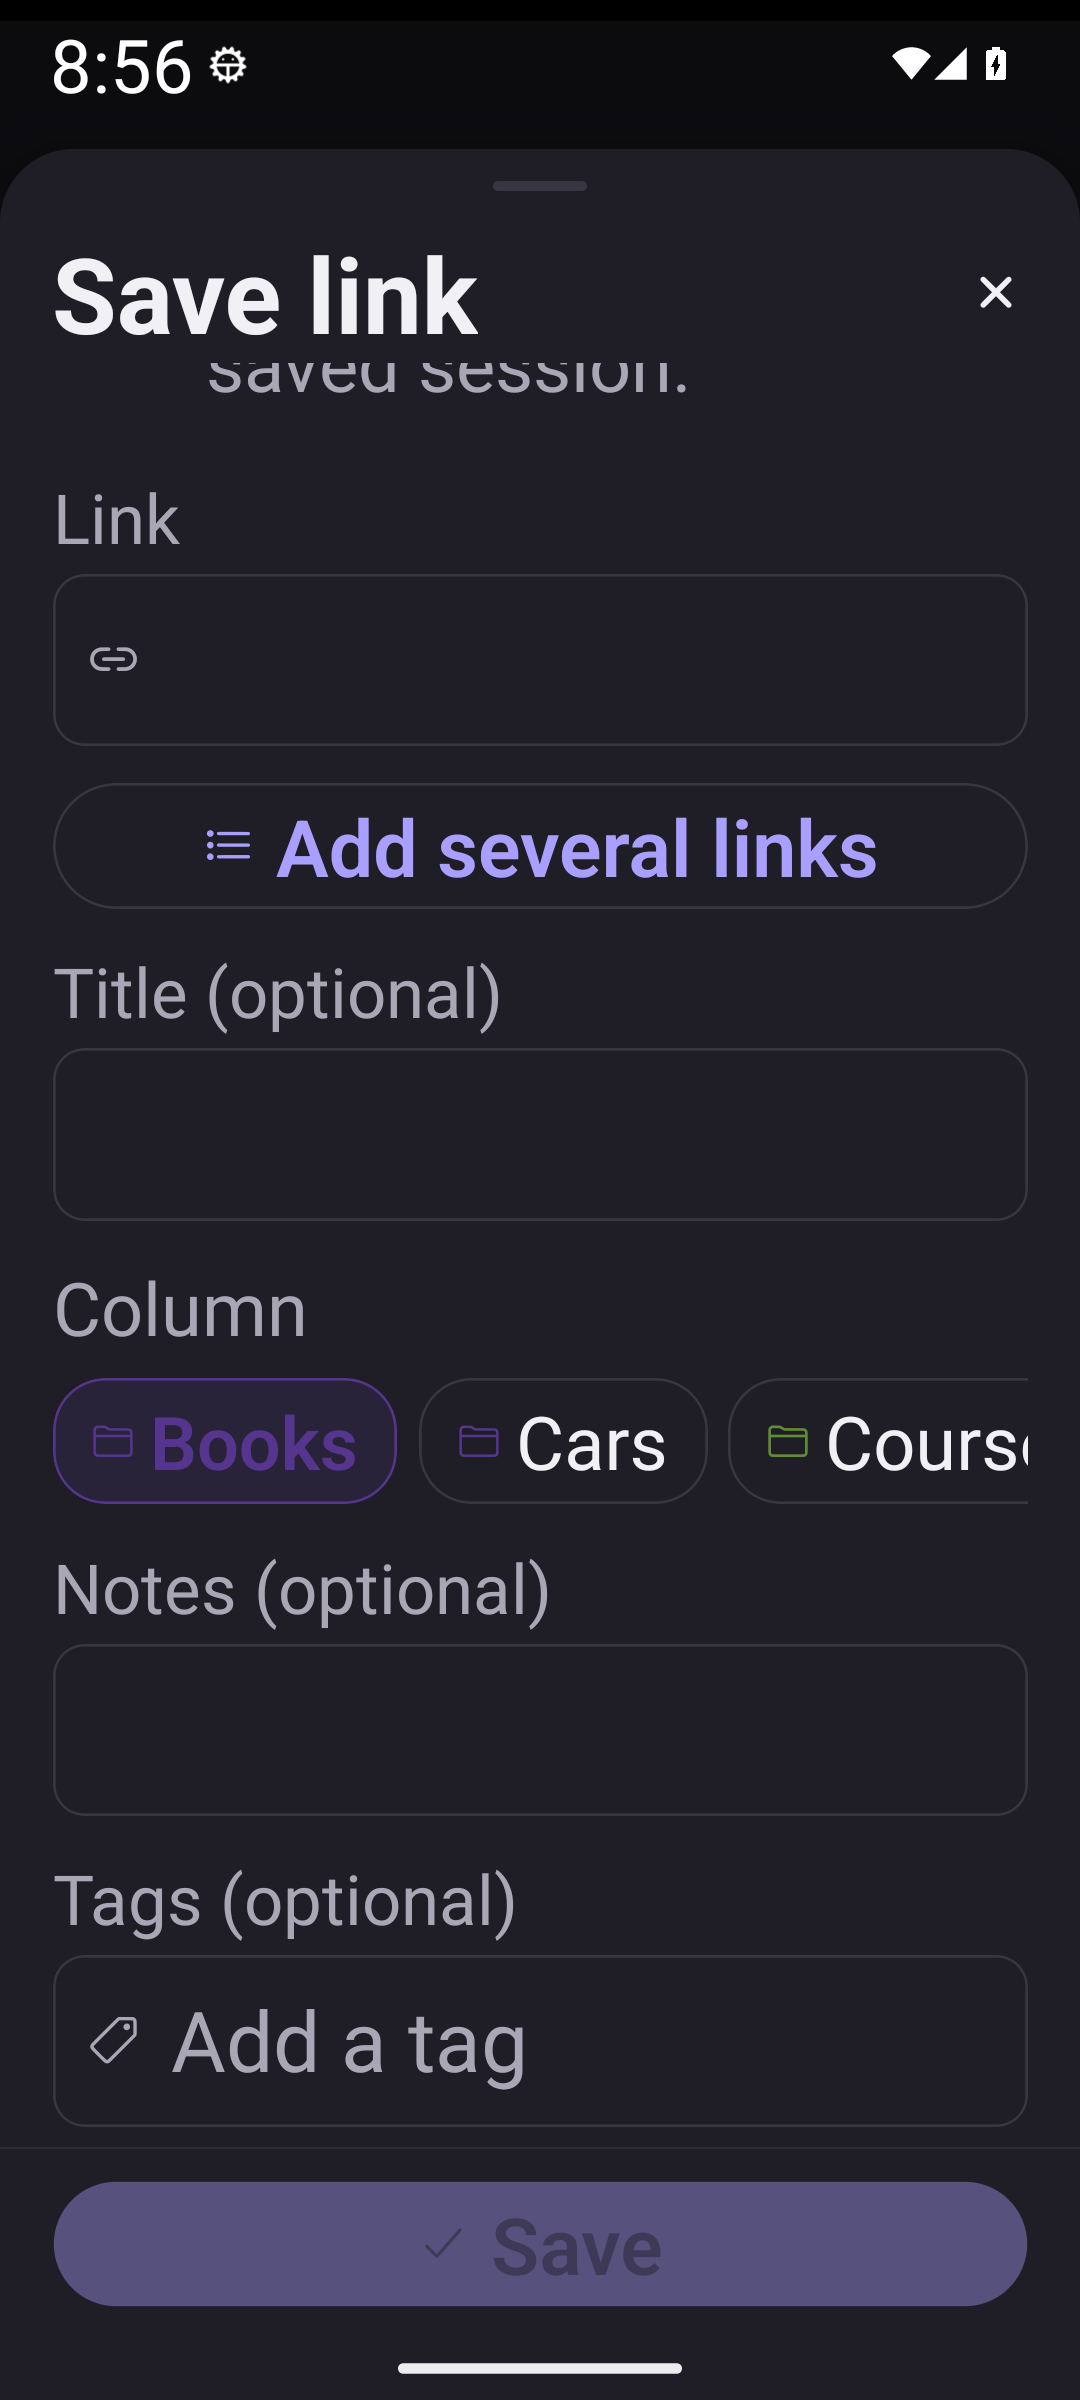 8:56
Save link
saved session.
Link
Add several links
Title (optional)
Column
Books
Cars
Notes (optional)
Tags (optional)
Add a tag
Save